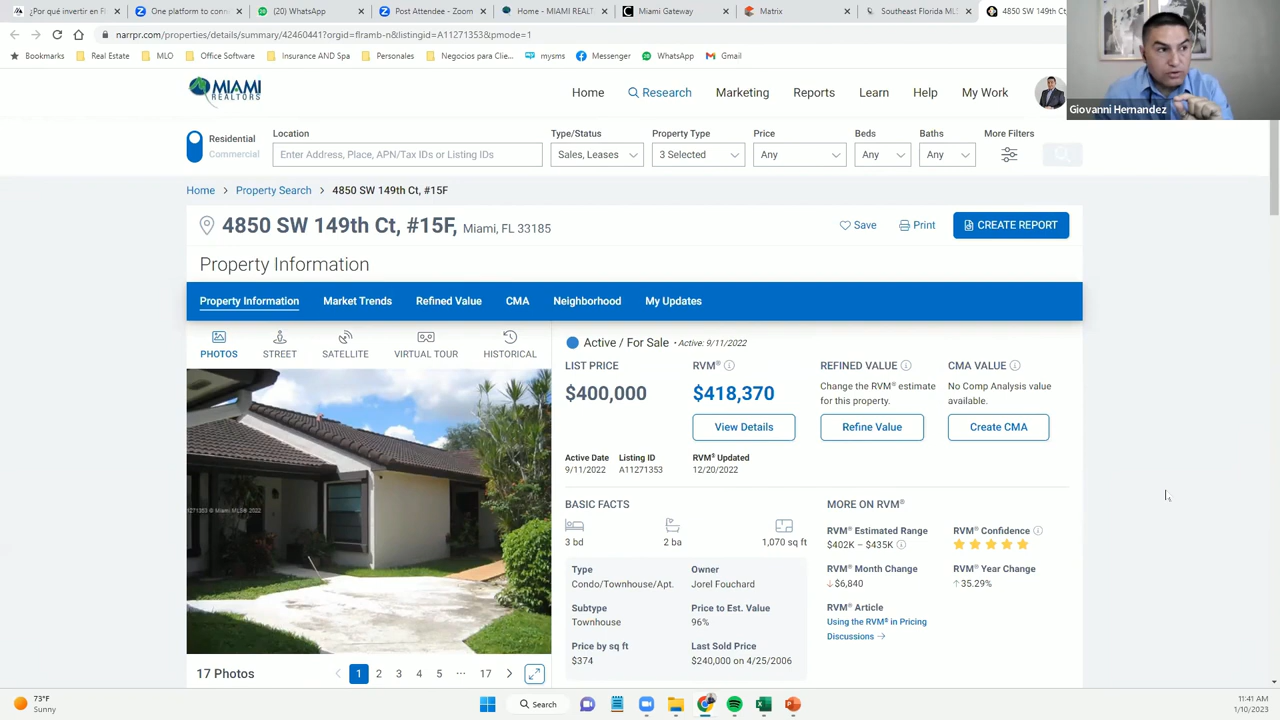 ¿Por qué invertir en F
One platform to conn
(20) WhatsApp
Post Attendee - Zoom
Home - MIAMI REALT
Miami Gateway
Matrix
Southeast Florida MLS
4850 SW 149th Ct,
narrpr.com/properties/details/summary/42460441?orgid=flramb-n&listingid=A11271353&pmode=1
Bookmarks Real Estate MLO Office Software Insurance AND Spa Personales Negocios para Clie... mysms Messenger WhatsApp Gmail
Giovanni Hernandez
MIAMI
REALTORS
Home Research Marketing Reports Learn Help My Work
Residential
Commercial
Location Type/Status Property Type Price Beds Baths More Filters
Enter Address, Place, APN/Tax IDs or Listing IDs Sales, Leases 3 Selected Any Any Any
Home > Property Search > 4850 SW 149th Ct, #15F
4850 SW 149th Ct, #15F, Miami, FL 33185
Save Print CREATE REPORT
Property Information
Property Information Market Trends Refined Value CMA Neighborhood My Updates
PHOTOS STREET SATELLITE VIRTUAL TOUR HISTORICAL
A11271353 © Miami MLS® 2022
17 Photos 1 2 3 4 5 ... 17
Active / For Sale • Active: 9/11/2022
LIST PRICE RVM® REFINED VALUE CMA VALUE
$400,000 $418,370
Change the RVM® estimate
for this property.
No Comp Analysis value
available.
View Details Refine Value Create CMA
Active Date Listing ID RVM® Updated
9/11/2022 A11271353 12/20/2022
BASIC FACTS
3 bd 2 ba 1,070 sq ft
Type Owner
Condo/Townhouse/Apt. Jorel Fouchard
Subtype Price to Est. Value
Townhouse 96%
Price by sq ft Last Sold Price
$374 $240,000 on 4/25/2006
MORE ON RVM®
RVM® Estimated Range RVM® Confidence
$402K – $435K
RVM® Month Change RVM® Year Change
↓$6,840 ↑35.29%
RVM® Article
Using the RVM® in Pricing
Discussions →
73°F
Sunny
Search
11:41 AM
1/10/2023